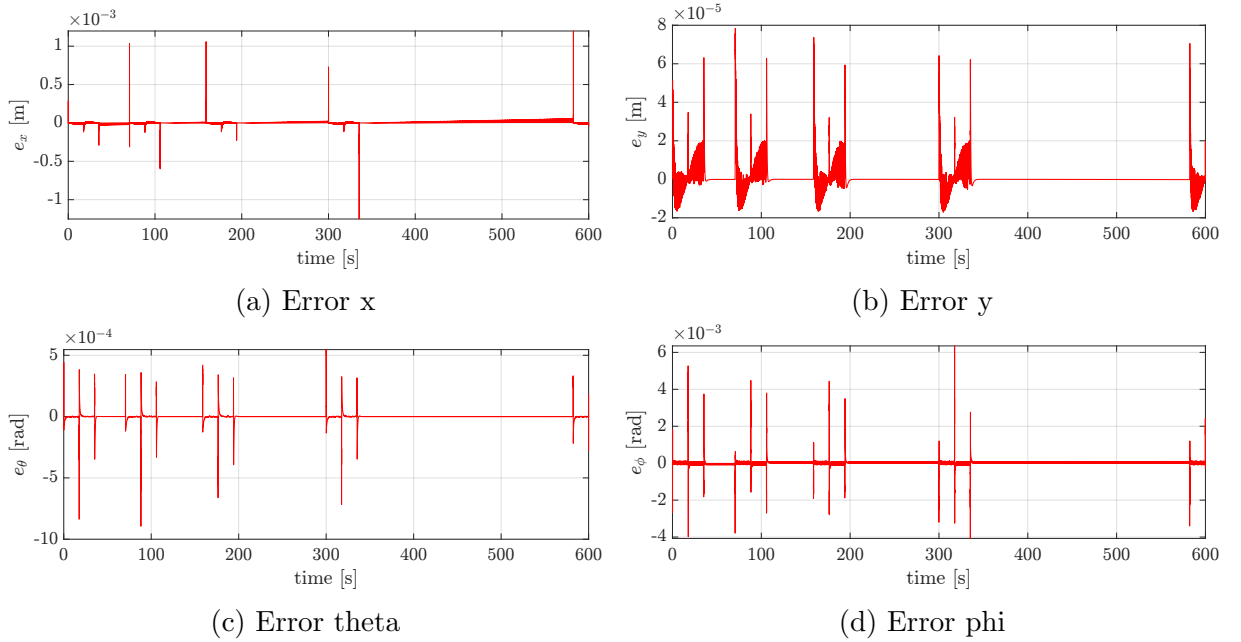 ×10⁻³
1
0.5
0
-0.5
-1
e_x [m]
0 100 200 300 400 500 600
time [s]
(a) Error x
×10⁻⁵
8
6
4
2
0
-2
e_y [m]
0 100 200 300 400 500 600
time [s]
(b) Error y
×10⁻⁴
5
0
-5
-10
e_θ [rad]
0 100 200 300 400 500 600
time [s]
(c) Error theta
×10⁻³
6
4
2
0
-2
-4
e_ϕ [rad]
0 100 200 300 400 500 600
time [s]
(d) Error phi